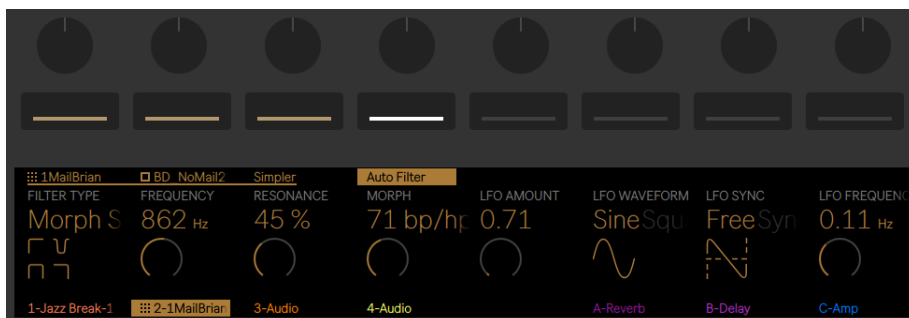 1MailBrian BD_NoMail2 Simpler Auto Filter
FILTER TYPE FREQUENCY RESONANCE MORPH LFO AMOUNT LFO WAVEFORM LFO SYNC LFO FREQUENC
Morph S 862 Hz 45 % 71 bp/hp 0.71 Sine Squ Free Syn 0.11 Hz
1-Jazz Break-1 2-1MailBrian 3-Audio 4-Audio A-Reverb B-Delay C-Amp